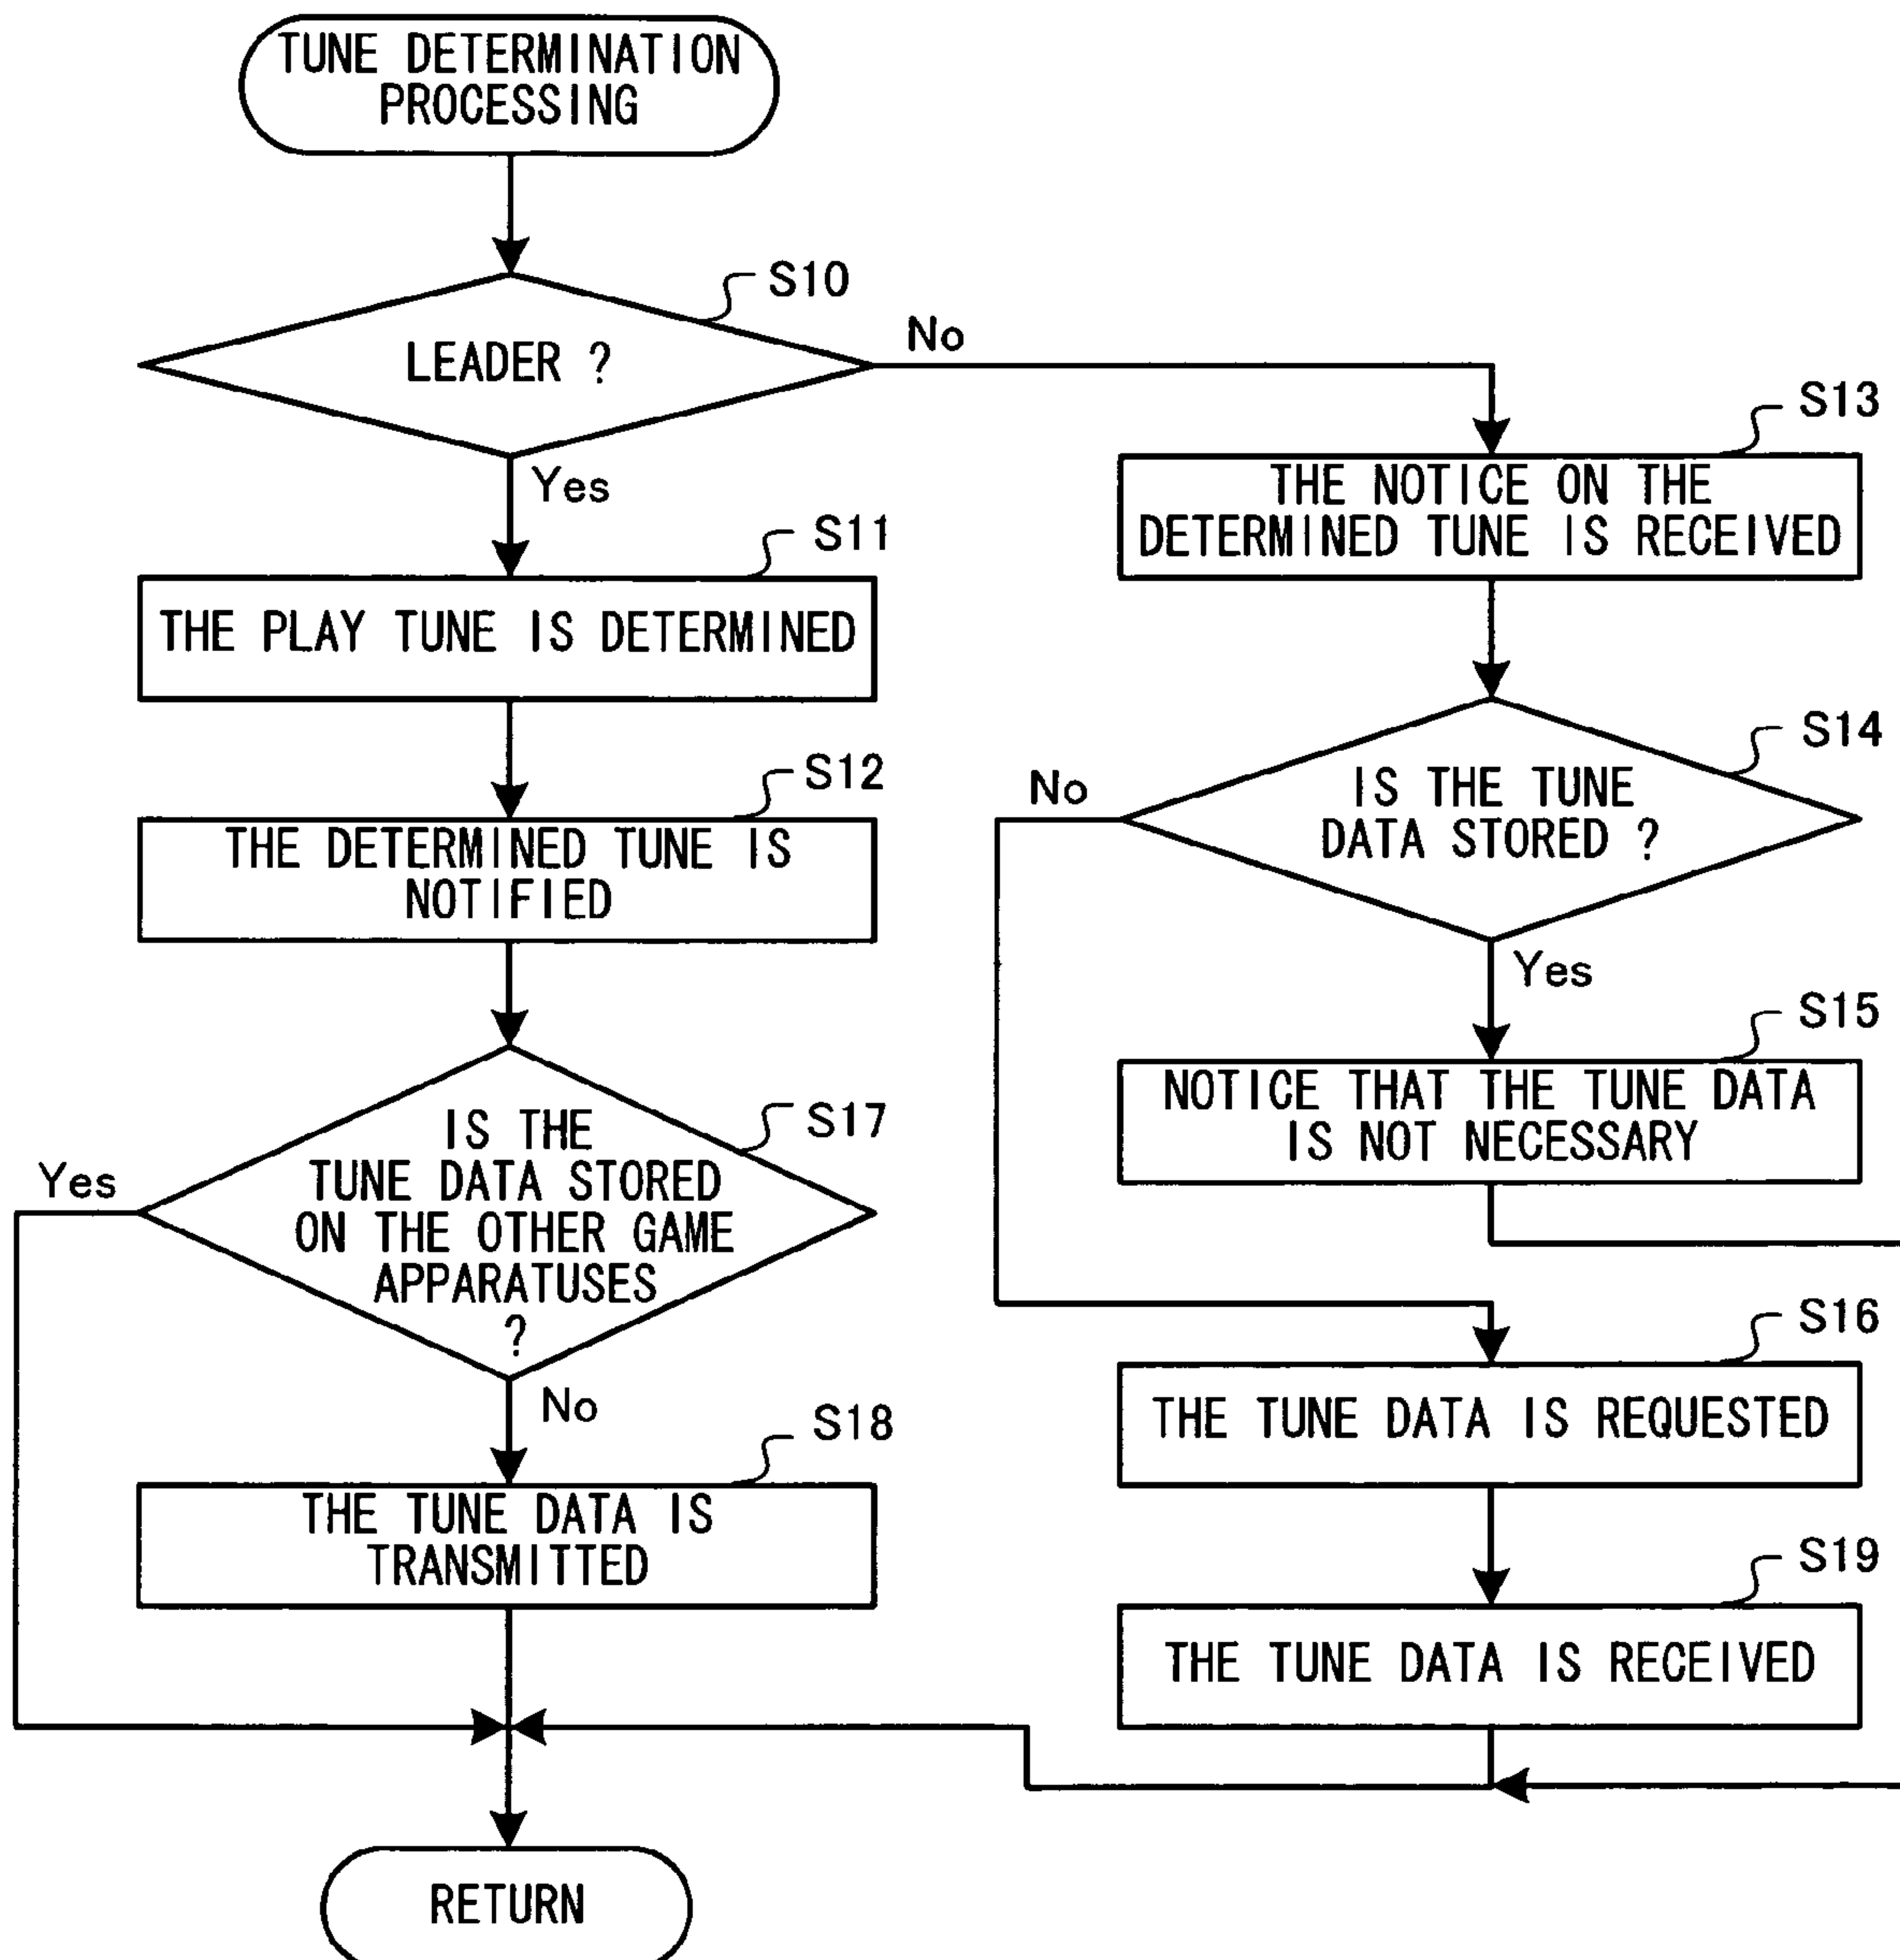 TUNE DETERMINATION
PROCESSING
S10
LEADER ?
No
Yes
S11
THE PLAY TUNE IS DETERMINED
S12
THE DETERMINED TUNE IS
NOTIFIED
S17
IS THE
TUNE DATA STORED
ON THE OTHER GAME
APPARATUSES
?
Yes
No
S18
THE TUNE DATA IS
TRANSMITTED
RETURN
S13
THE NOTICE ON THE
DETERMINED TUNE IS RECEIVED
S14
IS THE TUNE
DATA STORED ?
No
Yes
S15
NOTICE THAT THE TUNE DATA
IS NOT NECESSARY
S16
THE TUNE DATA IS REQUESTED
S19
THE TUNE DATA IS RECEIVED